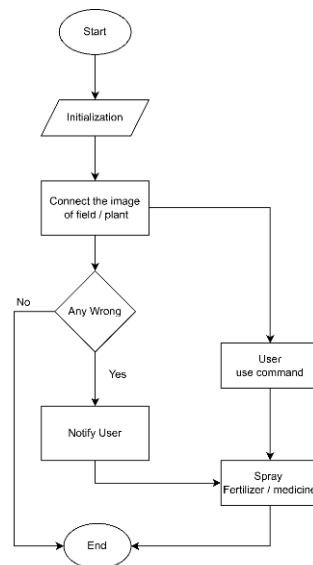 Start
Initialization
Connect the image
of field / plant
Any Wrong
No
Yes
User
use command
Notify User
Spray
Fertilizer / medicine
End